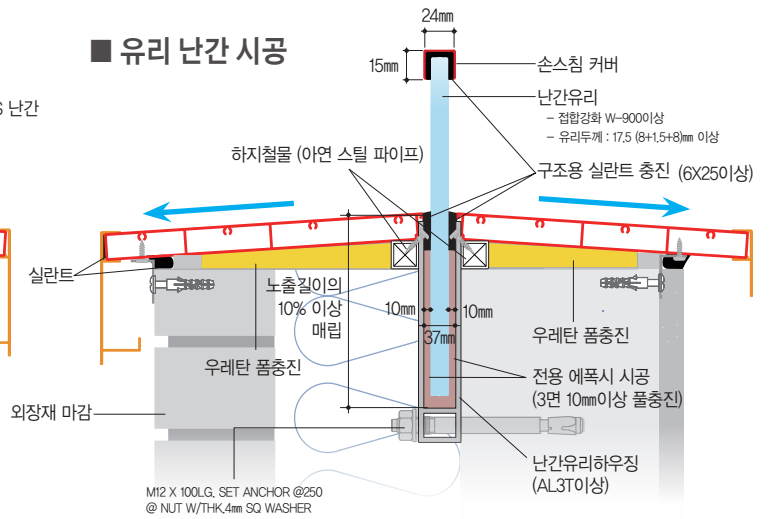 ■ 유리 난간 시공
24mm
15mm
손스침 커버
난간유리
- 접합강화 W-900이상
- 유리두께 : 17.5 (8+1.5+8)mm 이상
난간
하지철물 (아연 스틸 파이프)
구조용 실란트 충진 (6X25이상)
실란트
노출길이의
10% 이상
매립
10mm
10mm
37mm
우레탄 폼충진
우레탄 폼충진
전용 에폭시 시공
(3면 10mm이상 풀충진)
외장재 마감
난간유리하우징
(AL3T이상)
M12 X 100LG, SET ANCHOR @250
@ NUT W/THK.4mm SQ WASHER